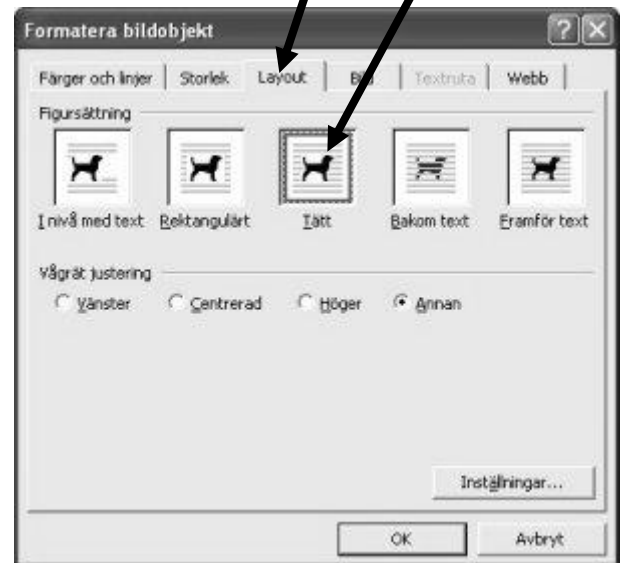 Formatera bildobjekt
Färger och linjer Storlek Layout Bild Textruta Webb
Figursättning
I nivå med text Rektangulärt Tätt Bakom text Framför text
Vågrät justering
Vänster Centrerad Höger Annan
Inställningar...
OK Avbryt